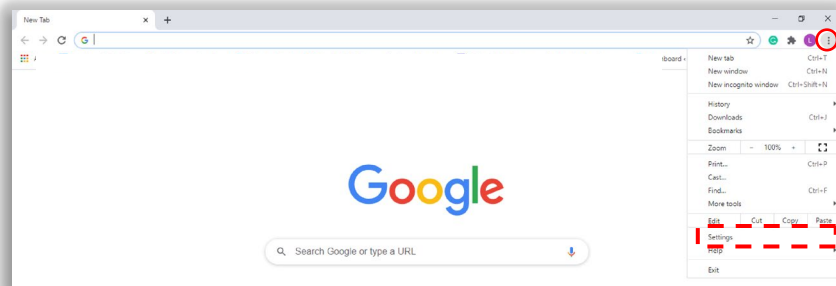 New Tab
G
board
New tab Ctrl+T
New window Ctrl+N
New incognito window Ctrl+Shift+N
History
Downloads Ctrl+J
Bookmarks
Zoom - 100% +
Print... Ctrl+P
Cast...
Find... Ctrl+F
More tools
Edit Cut Copy Paste
Settings
Help
Exit
Google
Search Google or type a URL